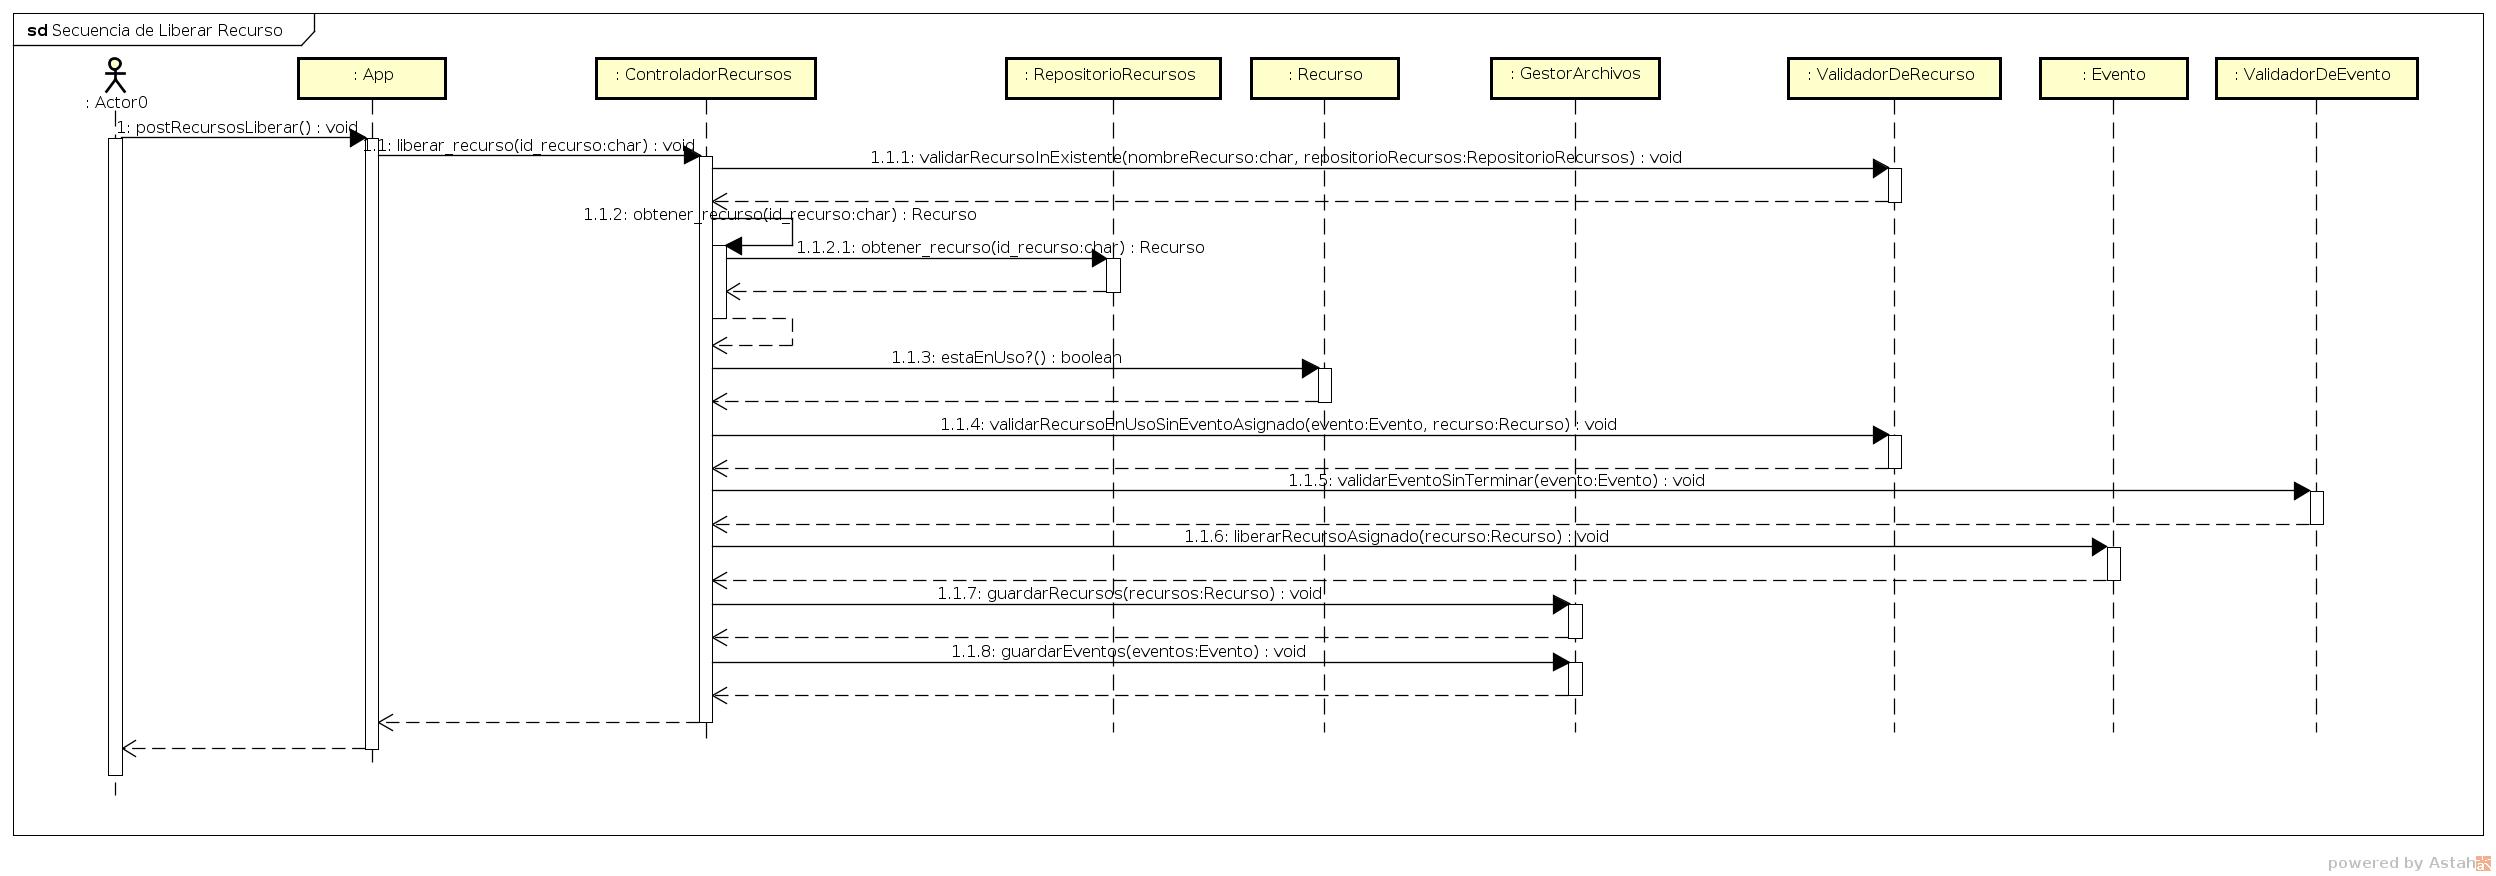 sd Secuencia de Liberar Recurso
: Actor0
: App
: ControladorRecursos
: RepositorioRecursos
: Recurso
: GestorArchivos
: ValidadorDeRecurso
: Evento
: ValidadorDeEvento
1: postRecursosLiberar() : void
1.1: liberar_recurso(id_recurso:char) : void
1.1.1: validarRecursoInExistente(nombreRecurso:char, repositorioRecursos:RepositorioRecursos) : void
1.1.2: obtener_recurso(id_recurso:char) : Recurso
1.1.2.1: obtener_recurso(id_recurso:char) : Recurso
1.1.3: estaEnUso?() : boolean
1.1.4: validarRecursoEnUsoSinEventoAsignado(evento:Evento, recurso:Recurso) : void
1.1.5: validarEventoSinTerminar(evento:Evento) : void
1.1.6: liberarRecursoAsignado(recurso:Recurso) : void
1.1.7: guardarRecursos(recursos:Recurso) : void
1.1.8: guardarEventos(eventos:Evento) : void
powered by Astah